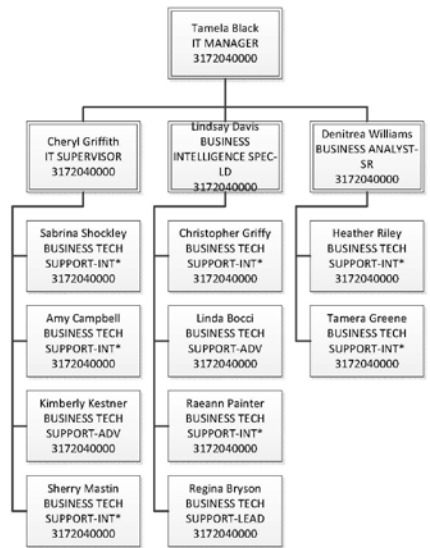 Tamela Black
IT MANAGER
3172040000
Cheryl Griffith
IT SUPERVISOR
3172040000
Lindsay Davis
BUSINESS
INTELLIGENCE SPEC-
LD
3172040000
Denitrea Williams
BUSINESS ANALYST-
SR
3172040000
Sabrina Shockley
BUSINESS TECH
SUPPORT-INT*
3172040000
Christopher Griffy
BUSINESS TECH
SUPPORT-INT*
3172040000
Heather Riley
BUSINESS TECH
SUPPORT-INT*
3172040000
Amy Campbell
BUSINESS TECH
SUPPORT-INT*
3172040000
Linda Bocci
BUSINESS TECH
SUPPORT-ADV
3172040000
Tamera Greene
BUSINESS TECH
SUPPORT-INT*
3172040000
Kimberly Kestner
BUSINESS TECH
SUPPORT-ADV
3172040000
Raeann Painter
BUSINESS TECH
SUPPORT-INT*
3172040000
Sherry Mastin
BUSINESS TECH
SUPPORT-INT*
3172040000
Regina Bryson
BUSINESS TECH
SUPPORT-LEAD
3172040000